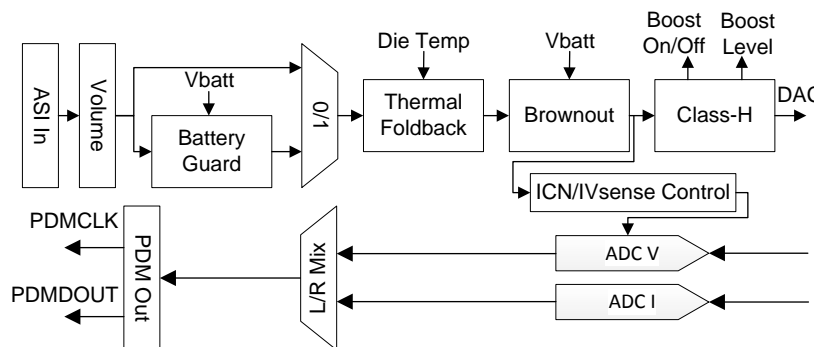 Boost On/Off
Boost Level
Die Temp
Vbatt
Vbatt
ASI In
Volume
Battery Guard
0/1
Thermal Foldback
Brownout
Class-H
DAC
ICN/IVsense Control
PDMCLK
PDMDOUT
PDM Out
L/R Mix
ADC V
ADC I